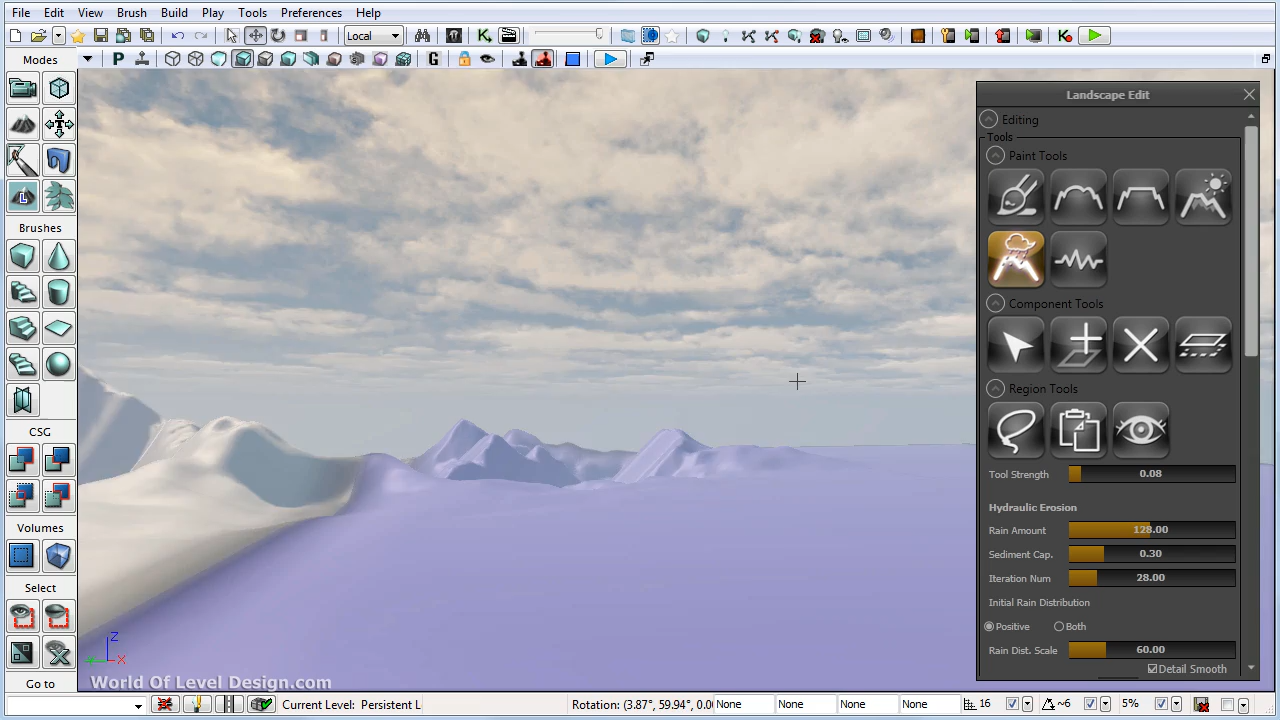 File Edit View Brush Build Play Tools Preferences Help
Local
P G
Modes
L
Brushes
CSG
Volumes
Select
Go to
Landscape Edit
Editing
Tools
Paint Tools
Component Tools
Region Tools
Tool Strength 0.08
Hydraulic Erosion
Rain Amount 128.00
Sediment Cap. 0.30
Iteration Num 28.00
Initial Rain Distribution
Positive Both
Rain Dist. Scale 60.00
Detail Smooth
Z
X
World Of Level Design.com
Current Level: Persistent L Rotation: (3.87°, 59.94°, 0.00 None None None None 16 ~6 5%